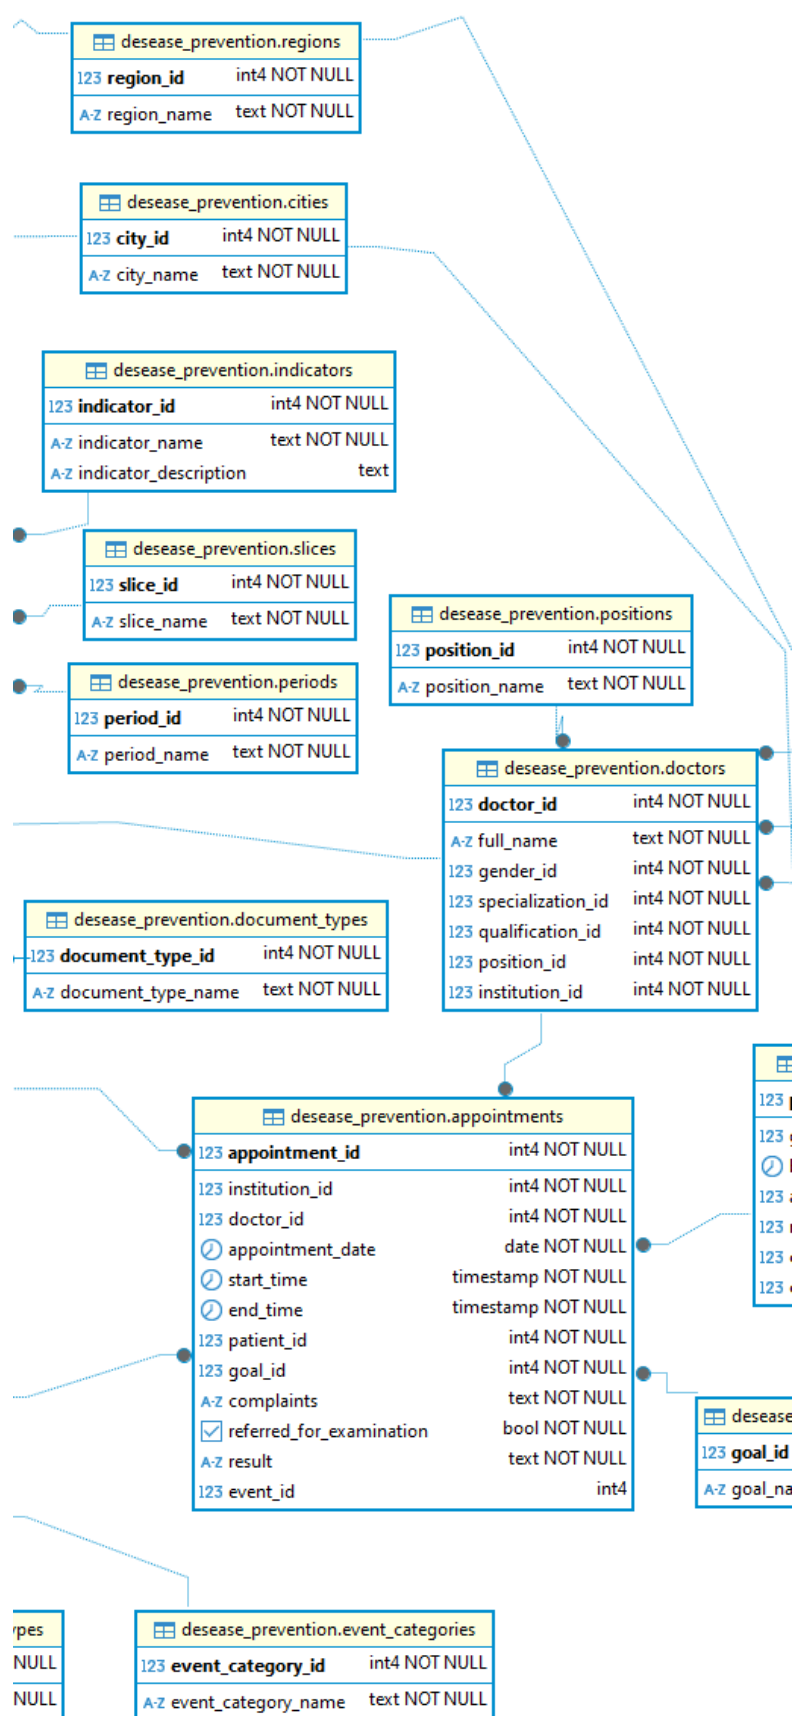 desease_prevention.regions
123 region_id int4 NOT NULL
A-Z region_name text NOT NULL
desease_prevention.cities
123 city_id int4 NOT NULL
A-Z city_name text NOT NULL
desease_prevention.indicators
123 indicator_id int4 NOT NULL
A-Z indicator_name text NOT NULL
A-Z indicator_description text
desease_prevention.slices
123 slice_id int4 NOT NULL
A-Z slice_name text NOT NULL
desease_prevention.positions
123 position_id int4 NOT NULL
A-Z position_name text NOT NULL
desease_prevention.periods
123 period_id int4 NOT NULL
A-Z period_name text NOT NULL
desease_prevention.doctors
123 doctor_id int4 NOT NULL
A-Z full_name text NOT NULL
123 gender_id int4 NOT NULL
123 specialization_id int4 NOT NULL
123 qualification_id int4 NOT NULL
123 position_id int4 NOT NULL
123 institution_id int4 NOT NULL
desease_prevention.document_types
123 document_type_id int4 NOT NULL
A-Z document_type_name text NOT NULL
desease_prevention.appointments
123 appointment_id int4 NOT NULL
123 institution_id int4 NOT NULL
123 doctor_id int4 NOT NULL
appointment_date date NOT NULL
start_time timestamp NOT NULL
end_time timestamp NOT NULL
123 patient_id int4 NOT NULL
123 goal_id int4 NOT NULL
A-Z complaints text NOT NULL
referred_for_examination bool NOT NULL
A-Z result text NOT NULL
123 event_id int4
123
123
123
123
123
123
desease
123 goal_id
A-Z goal_na
ypes
NULL
NULL
desease_prevention.event_categories
123 event_category_id int4 NOT NULL
A-Z event_category_name text NOT NULL